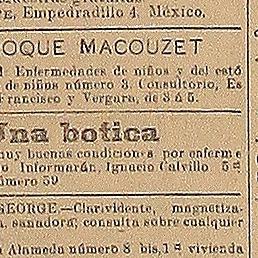 E, Empedradillo 4. México,
OQUE MACOUZET
Enfermedades de niños y del estó
de niños número 3. Consultorio, Es
Francisco y Vergara, de 3 á 5.
Una botica
muy buenas condiciones por enferme
Informarán, Ignacio Calvillo 5ª
número 59
GEORGE.—Clarividente, magnetiza-
sanadora; consulta sobre cualquier
Alameda número 8 bis, 1ª vivienda